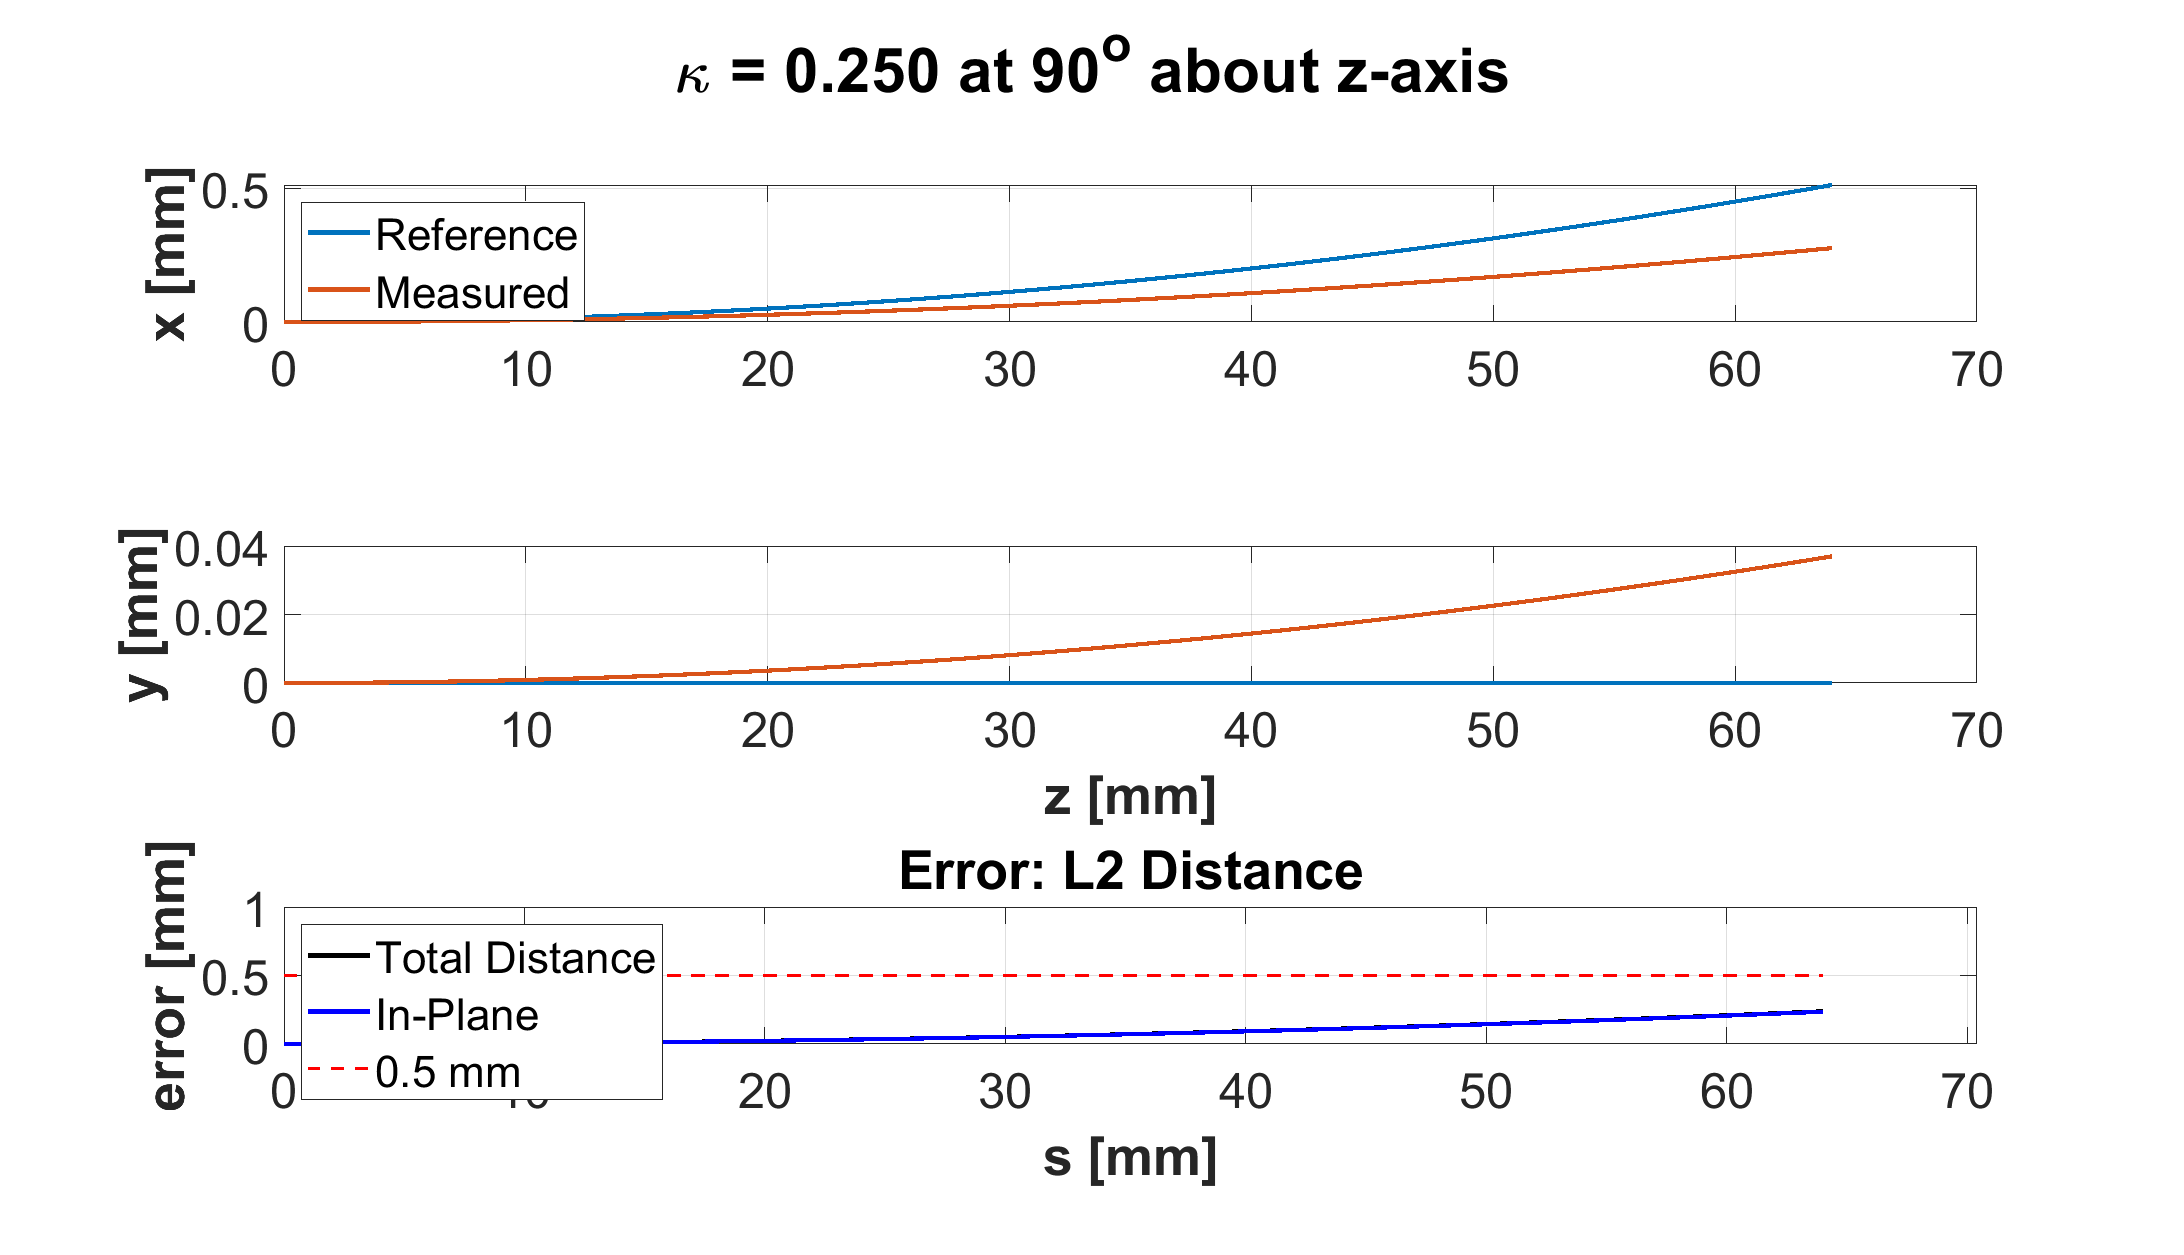 κ = 0.250 at 90° about z-axis
x [mm]
0.5
0
Reference
Measured
0 10 20 30 40 50 60 70
y [mm]
0.04
0.02
0
0 10 20 30 40 50 60 70
z [mm]
Error: L2 Distance
error [mm]
1
0.5
0
Total Distance
In-Plane
0.5 mm
0 20 30 40 50 60 70
s [mm]